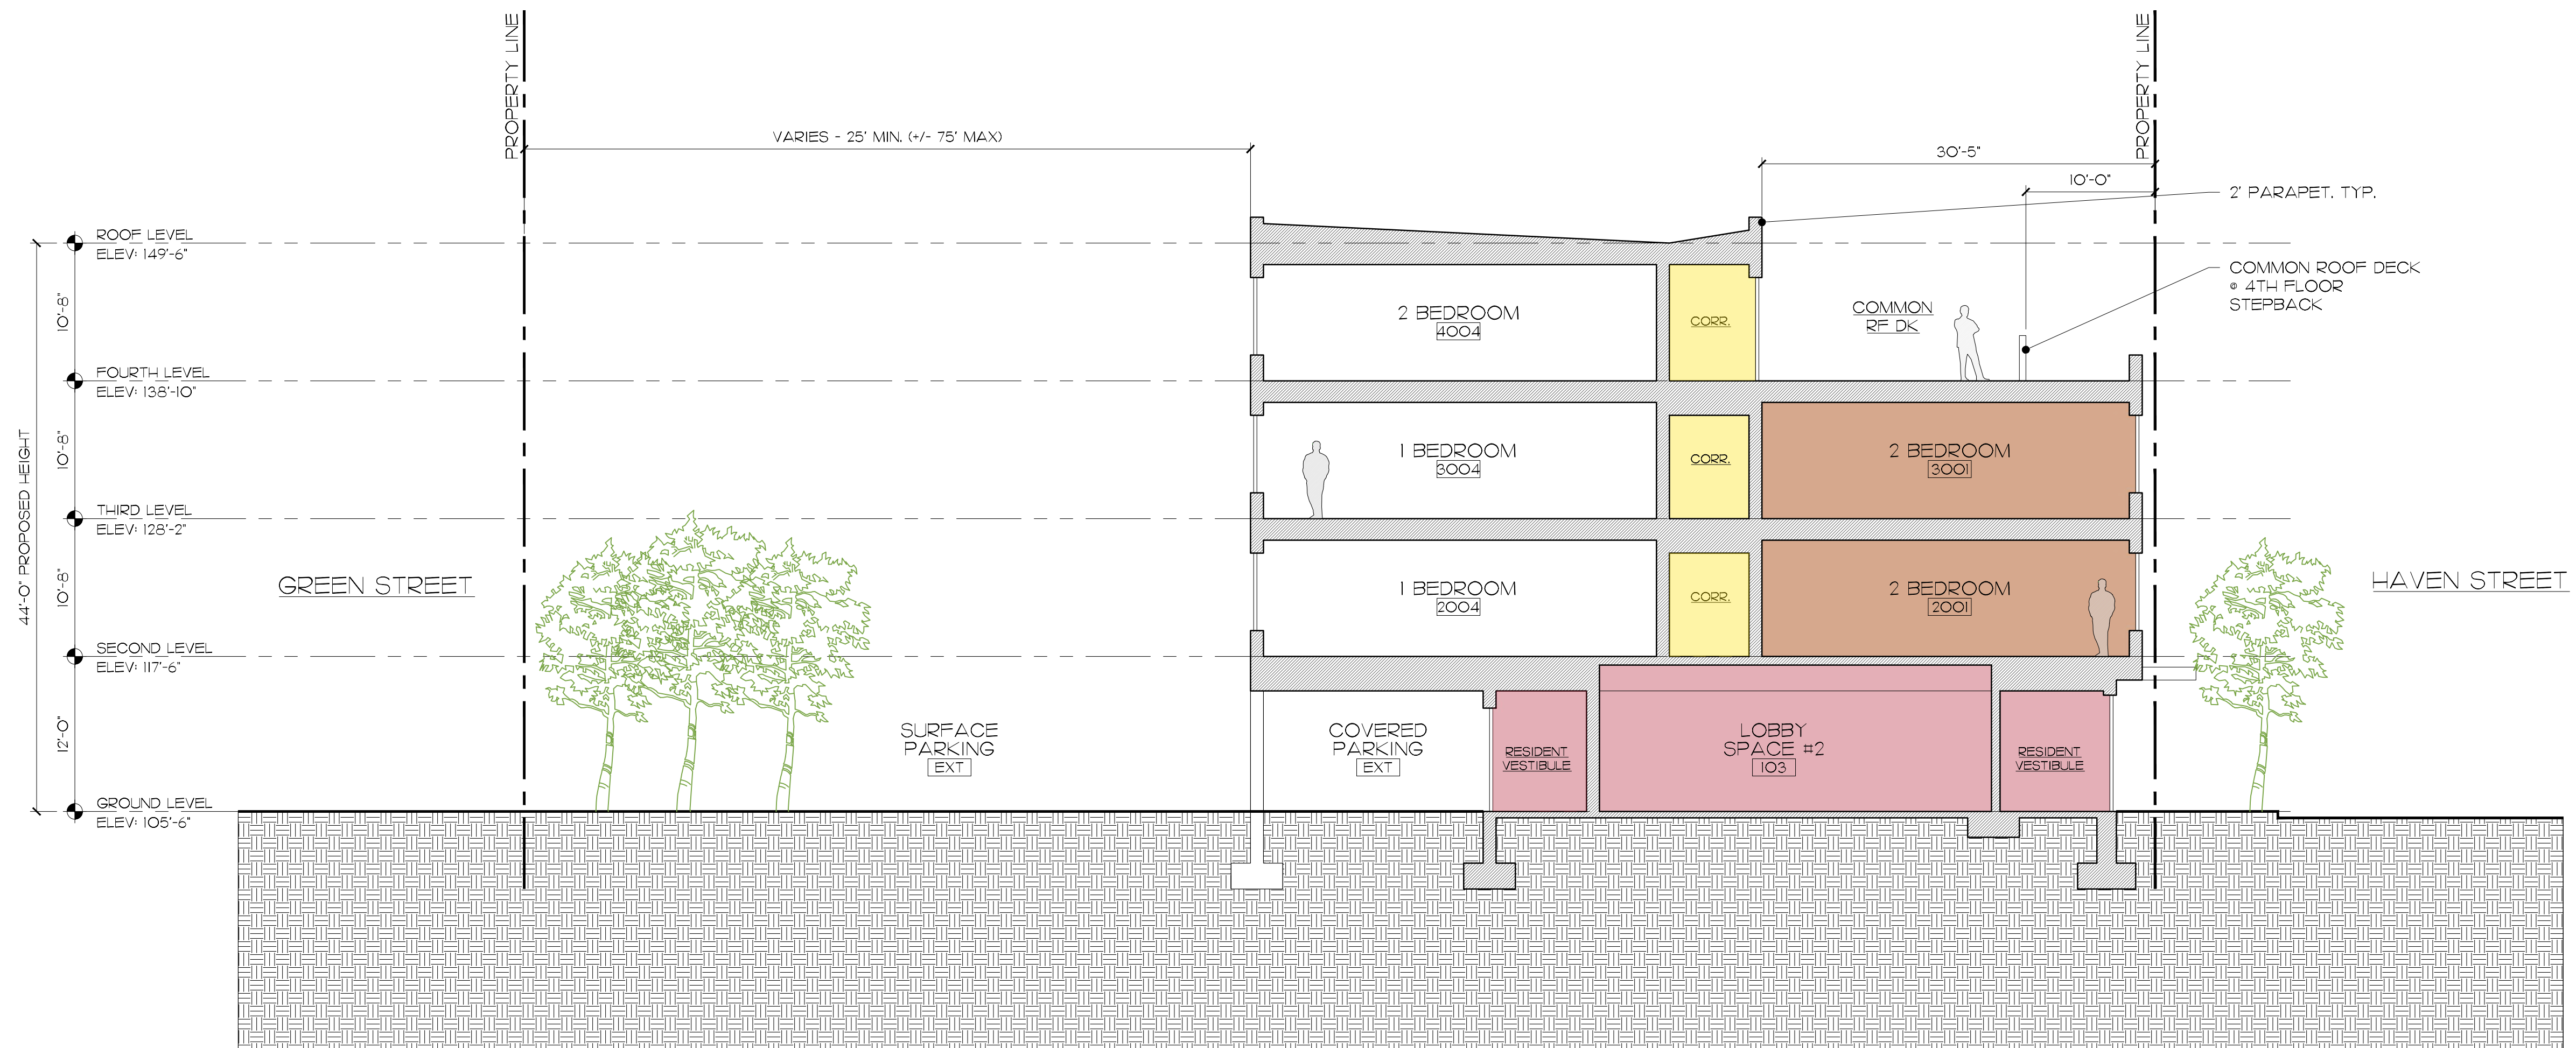 PROPERTY LINE
PROPERTY LINE
VARIES - 25' MIN. (+/- 75' MAX)
30'-5"
10'-0"
2' PARAPET, TYP.
COMMON ROOF DECK
@ 4TH FLOOR
STEPBACK
ROOF LEVEL
ELEV: 149'-6"
10'-8"
FOURTH LEVEL
ELEV: 138'-10"
10'-8"
THIRD LEVEL
ELEV: 128'-2"
10'-8"
SECOND LEVEL
ELEV: 117'-6"
12'-0"
GROUND LEVEL
ELEV: 105'-6"
44'-0" PROPOSED HEIGHT
GREEN STREET
HAVEN STREET
2 BEDROOM
4004
CORR.
COMMON
RF DK
1 BEDROOM
3004
CORR.
2 BEDROOM
3001
1 BEDROOM
2004
CORR.
2 BEDROOM
2001
SURFACE
PARKING
EXT
COVERED
PARKING
EXT
RESIDENT
VESTIBULE
LOBBY
SPACE #2
103
RESIDENT
VESTIBULE